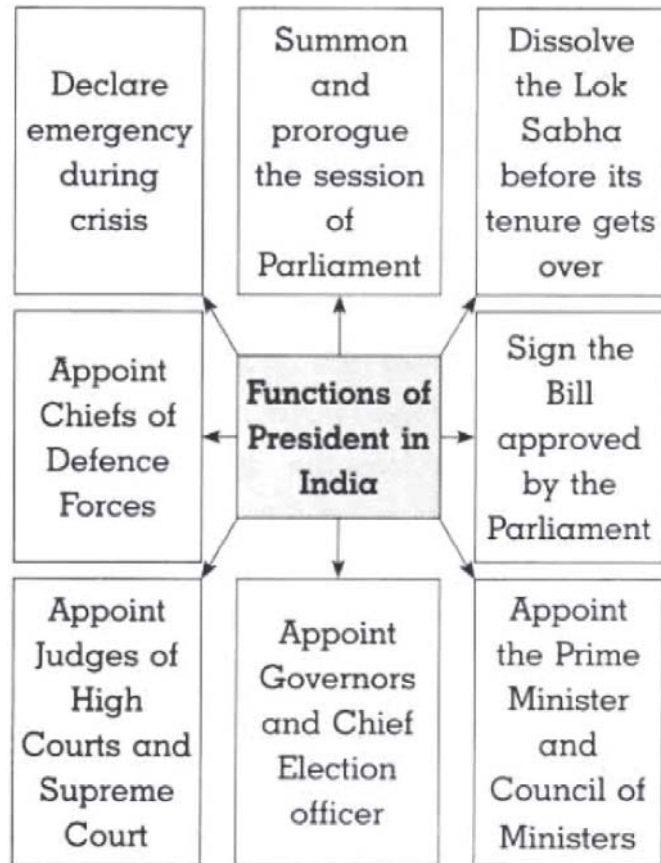 Declare
emergency
during
crisis
Summon
and
prorogue
the session
of
Parliament
Dissolve
the Lok
Sabha
before its
tenure gets
over
Appoint
Chiefs of
Defence
Forces
Functions of
President in
India
Sign the
Bill
approved
by the
Parliament
Appoint
Judges of
High
Courts and
Supreme
Court
Appoint
Governors
and Chief
Election
officer
Appoint
the Prime
Minister
and
Council of
Ministers